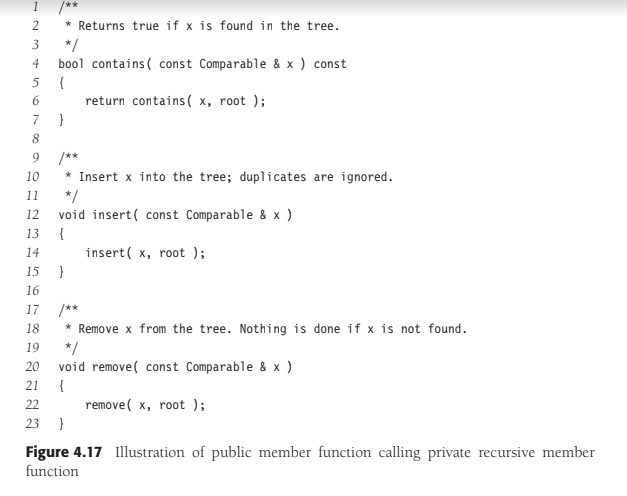 1 /**
2 * Returns true if x is found in the tree.
3 */
4 bool contains( const Comparable & x ) const
5 {
6 return contains( x, root );
7 }
8
9 /**
10 * Insert x into the tree; duplicates are ignored.
11 */
12 void insert( const Comparable & x )
13 {
14 insert( x, root );
15 }
16
17 /**
18 * Remove x from the tree. Nothing is done if x is not found.
19 */
20 void remove( const Comparable & x )
21 {
22 remove( x, root );
23 }
Figure 4.17 Illustration of public member function calling private recursive member
function